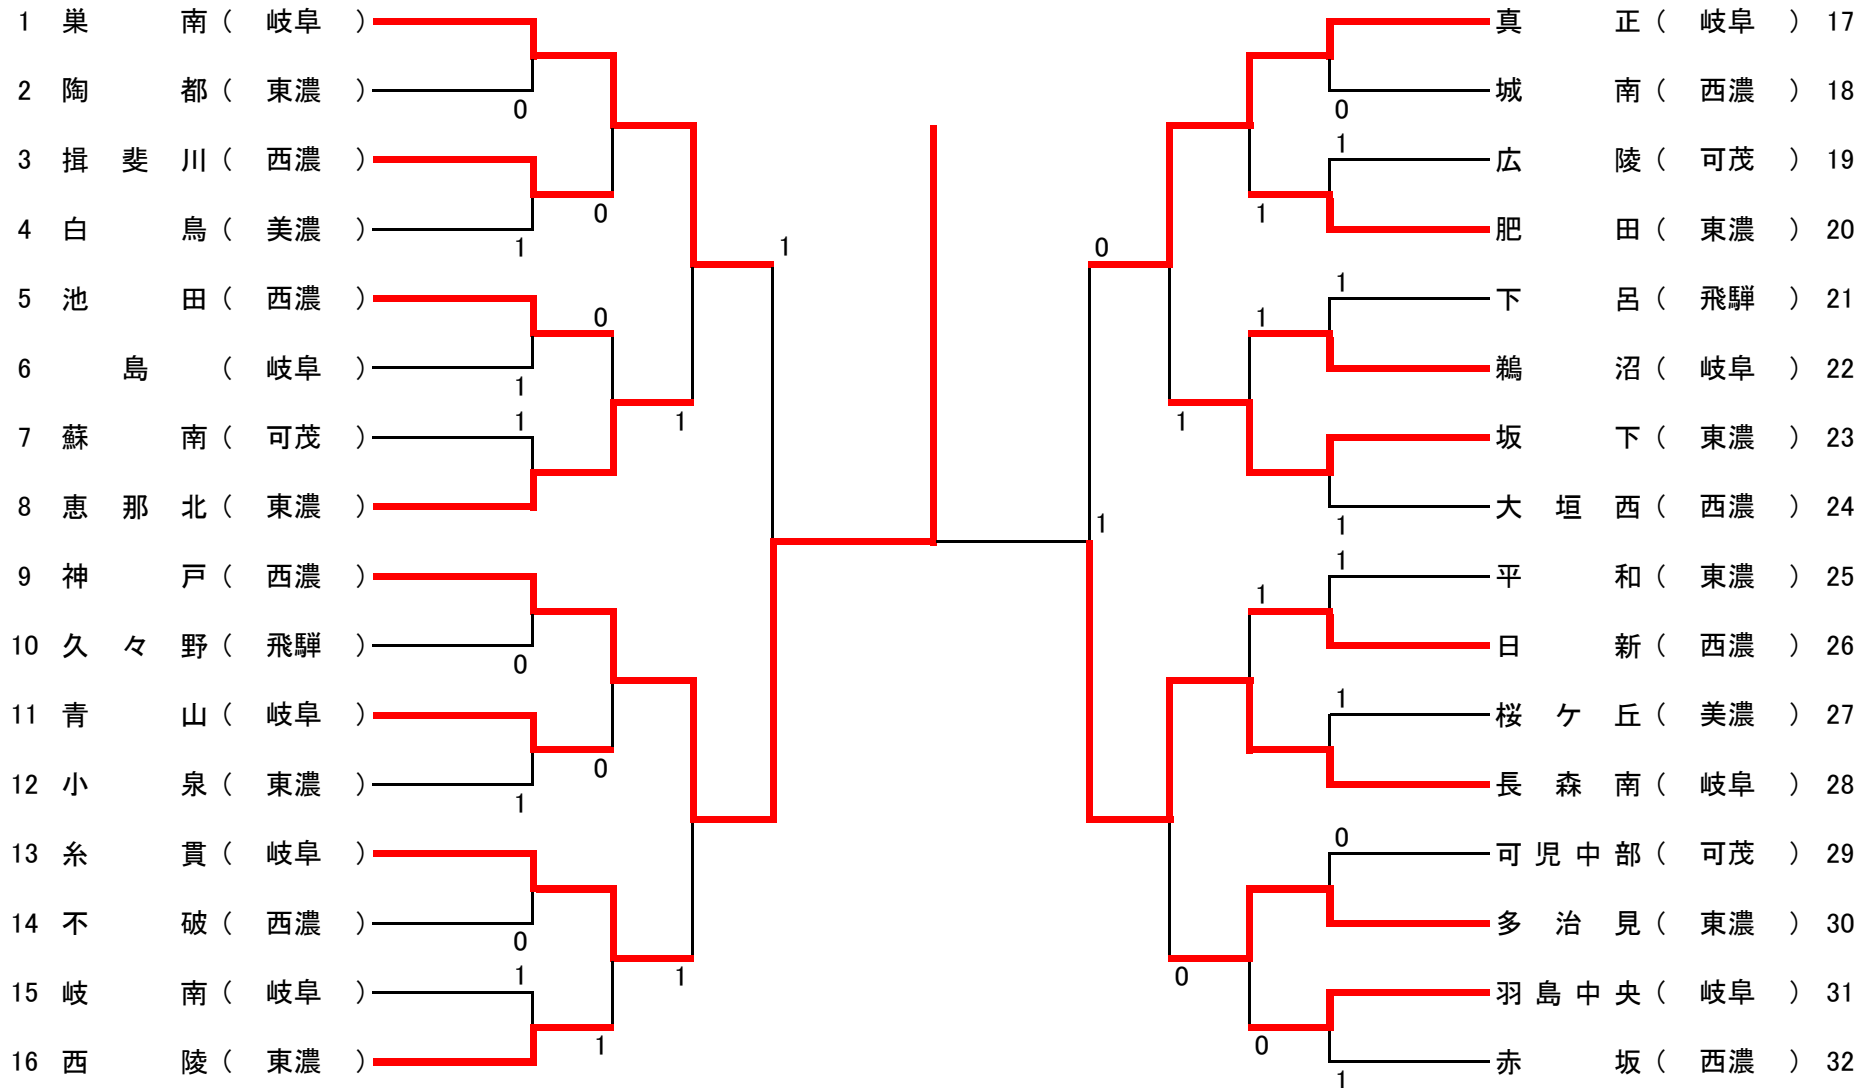 1 巣 南 ( 岐阜 ) 真 正 ( 岐阜 ) 17
2 陶 都 ( 東濃 ) 城 南 ( 西濃 ) 18
0 0
1
3 揖 斐 川 ( 西濃 ) 広 陵 ( 可茂 ) 19
0 1
4 白 鳥 ( 美濃 ) 肥 田 ( 東濃 ) 20
1 1 0
1
5 池 田 ( 西濃 ) 下 呂 ( 飛騨 ) 21
0 1
6 島 ( 岐阜 ) 鵜 沼 ( 岐阜 ) 22
1
1 1 1
7 蘇 南 ( 可茂 ) 坂 下 ( 東濃 ) 23
8 恵 那 北 ( 東濃 ) 大 垣 西 ( 西濃 ) 24
1 1
1
9 神 戸 ( 西濃 ) 平 和 ( 東濃 ) 25
1
10 久 々 野 ( 飛騨 ) 日 新 ( 西濃 ) 26
0
1
11 青 山 ( 岐阜 ) 桜 ケ 丘 ( 美濃 ) 27
0
12 小 泉 ( 東濃 ) 長 森 南 ( 岐阜 ) 28
1
0
13 糸 貫 ( 岐阜 ) 可 児 中 部 ( 可茂 ) 29
14 不 破 ( 西濃 ) 多 治 見 ( 東濃 ) 30
0
1 1 0
15 岐 南 ( 岐阜 ) 羽 島 中 央 ( 岐阜 ) 31
1 0
16 西 陵 ( 東濃 ) 赤 坂 ( 西濃 ) 32
1